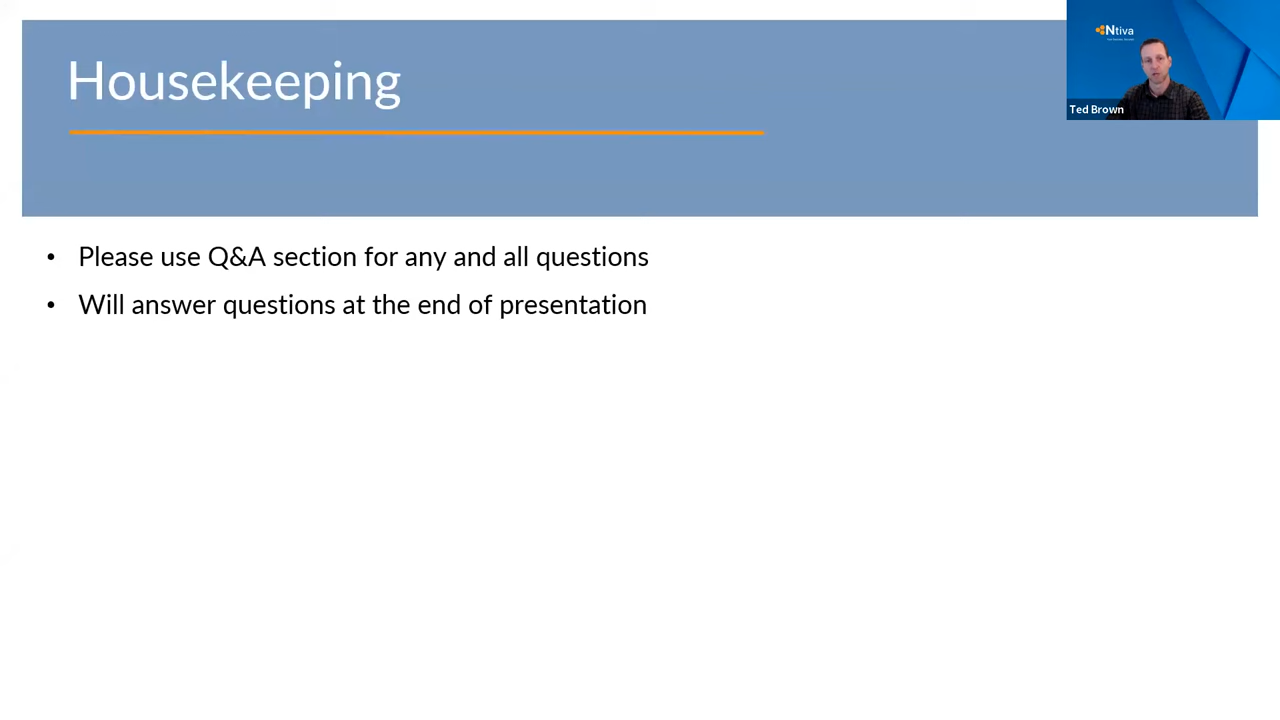 Housekeeping
Ntiva
Ted Brown
• Please use Q&A section for any and all questions
• Will answer questions at the end of presentation